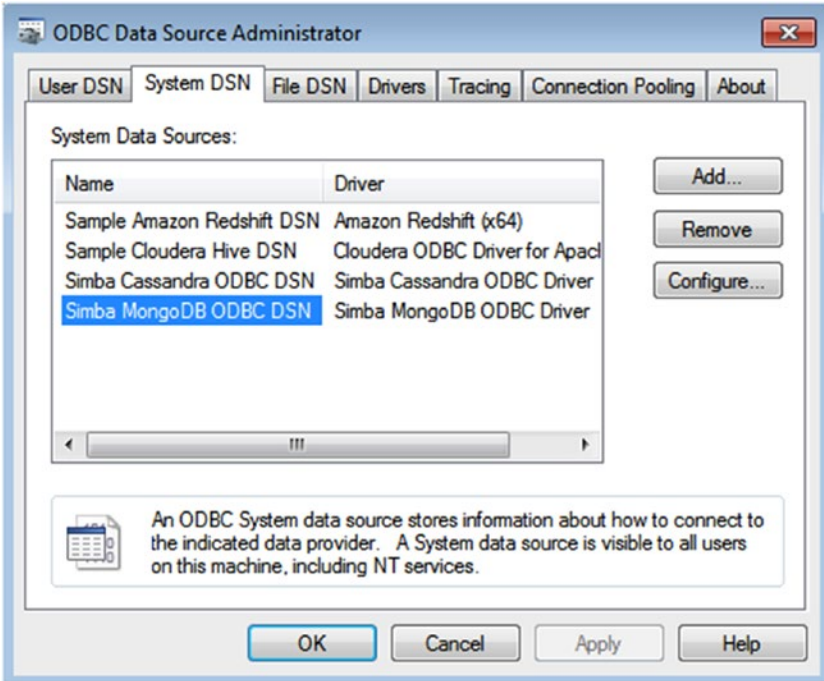 ODBC Data Source Administrator
User DSN System DSN File DSN Drivers Tracing Connection Pooling About
System Data Sources:
Name Driver
Sample Amazon Redshift DSN Amazon Redshift (x64)
Sample Cloudera Hive DSN Cloudera ODBC Driver for Apacl
Simba Cassandra ODBC DSN Simba Cassandra ODBC Driver
Simba MongoDB ODBC DSN Simba MongoDB ODBC Driver
Add...
Remove
Configure...
An ODBC System data source stores information about how to connect to
the indicated data provider. A System data source is visible to all users
on this machine, including NT services.
OK Cancel Apply Help